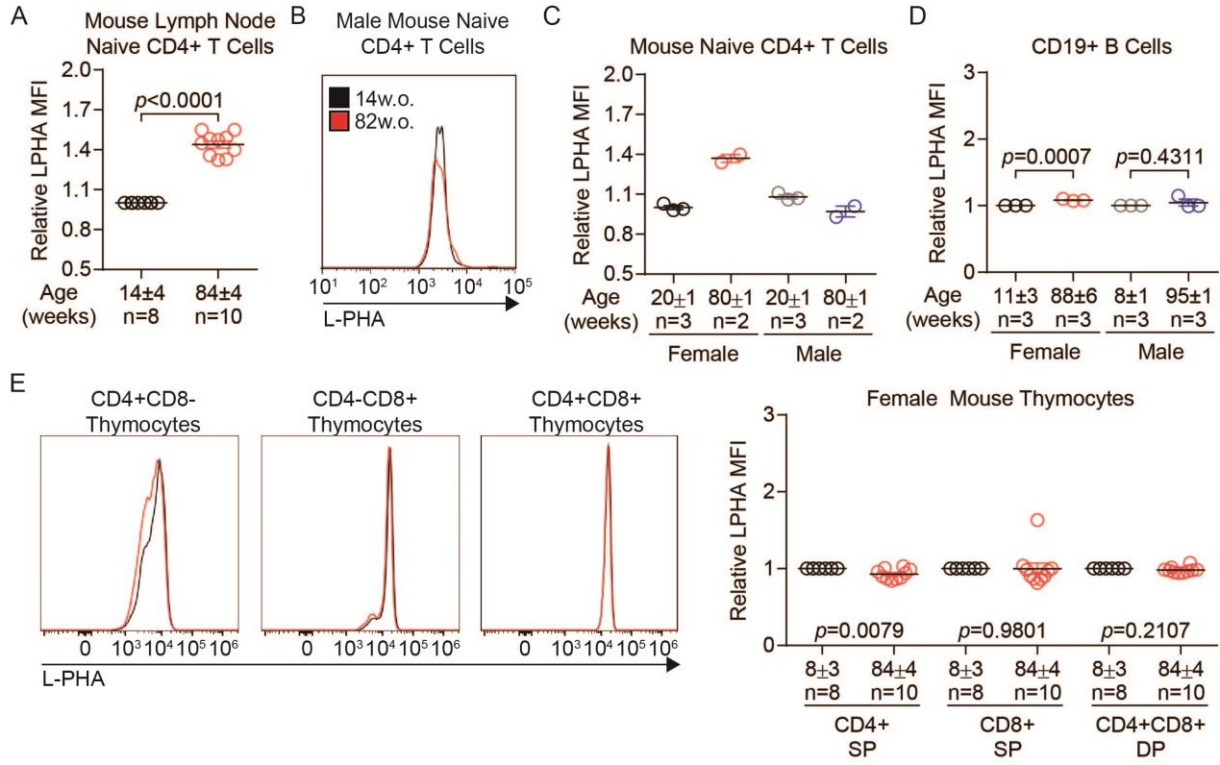 A
Mouse Lymph Node
Naive CD4+ T Cells
Relative LPHA MFI
2.0
1.7
1.4
1.1
0.8
0.5
p<0.0001
Age
(weeks)
14±4
n=8
84±4
n=10
B
Male Mouse Naive
CD4+ T Cells
14w.o.
82w.o.
10¹ 10² 10³ 10⁴ 10⁵
L-PHA
C
Mouse Naive CD4+ T Cells
Relative LPHA MFI
2.0
1.7
1.4
1.1
0.8
0.5
Age
(weeks)
20±1 80±1 20±1 80±1
n=3 n=2 n=3 n=2
Female Male
D
CD19+ B Cells
Relative LPHA MFI
3
2
1
0
p=0.0007 p=0.4311
Age
(weeks)
11±3 88±6 8±1 95±1
n=3 n=3 n=3 n=3
Female Male
E
CD4+CD8-
Thymocytes
CD4-CD8+
Thymocytes
CD4+CD8+
Thymocytes
0 10³ 10⁴ 10⁵ 10⁶
0 10³ 10⁴ 10⁵ 10⁶
0 10³ 10⁴ 10⁵ 10⁶
L-PHA
Female Mouse Thymocytes
Relative LPHA MFI
3
2
1
0
p=0.0079 p=0.9801 p=0.2107
8±3 84±4 8±3 84±4 8±3 84±4
n=8 n=10 n=8 n=10 n=8 n=10
CD4+ CD8+ CD4+CD8+
SP SP DP